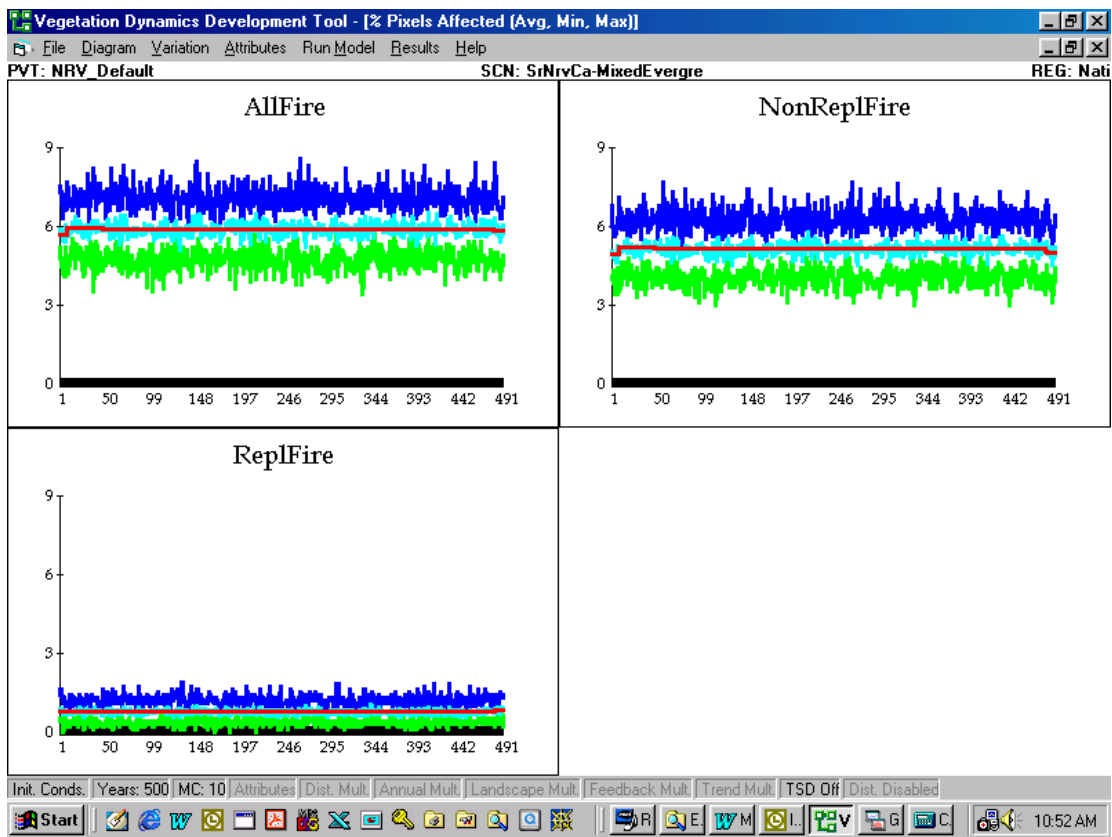 Vegetation Dynamics Development Tool - [% Pixels Affected (Avg, Min, Max)]
File Diagram Variation Attributes Run Model Results Help
PVT: NRV_Default SCN: SrNrvCa-MixedEvergre REG: Nati
AllFire
9
6
3
0
1 50 99 148 197 246 295 344 393 442 491
NonReplFire
9
6
3
0
1 50 99 148 197 246 295 344 393 442 491
ReplFire
9
6
3
0
1 50 99 148 197 246 295 344 393 442 491
Init. Conds. Years: 500 MC: 10 Attributes Dist. Mult. Annual Mult. Landscape Mult. Feedback Mult. Trend Mult. TSD Off Dist. Disabled
Start R E. M I.. V G C. 10:52 AM